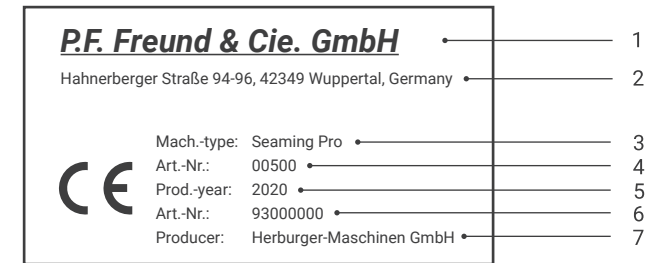 P.F. Freund & Cie. GmbH 1
Hahnerberger Straße 94-96, 42349 Wuppertal, Germany 2
Mach.-type: Seaming Pro 3
Art.-Nr.: 00500 4
CE Prod.-year: 2020 5
Art.-Nr.: 93000000 6
Producer: Herburger-Maschinen GmbH 7